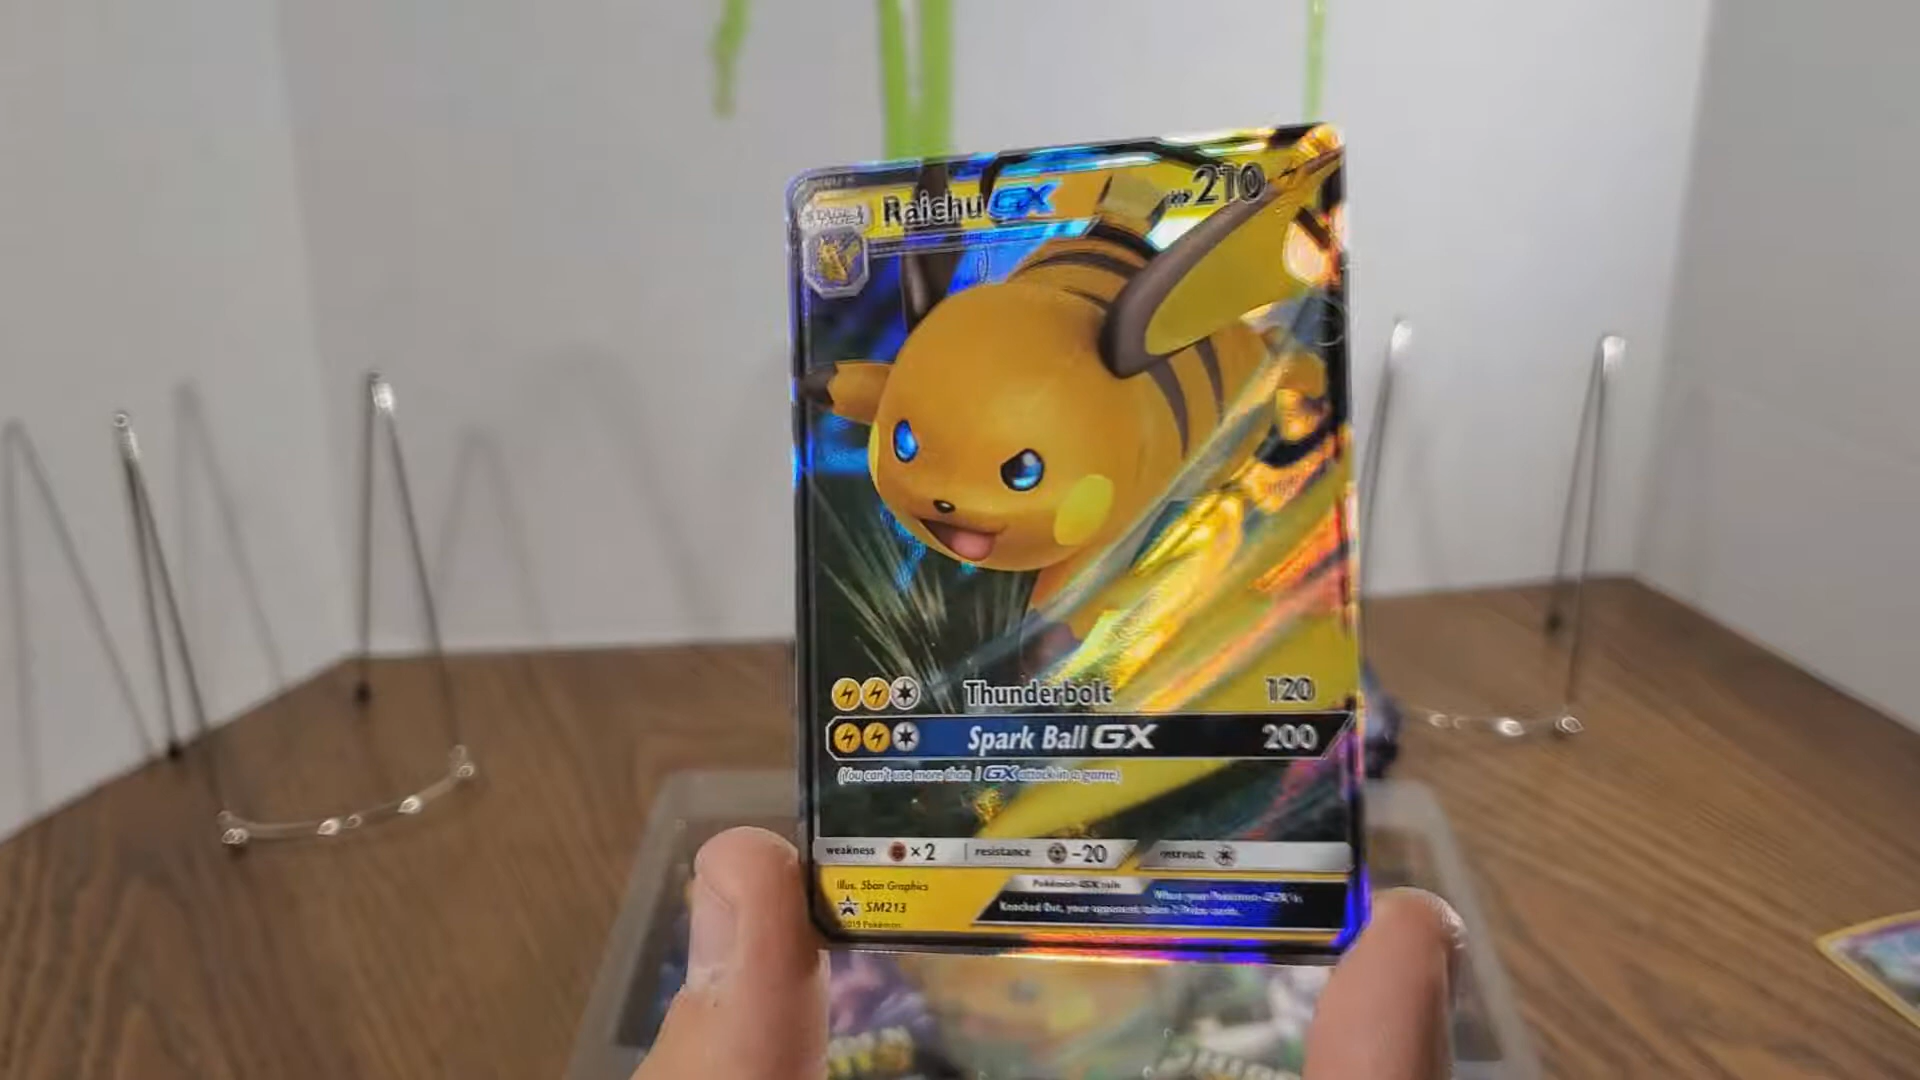 STAGE 1
Raichu GX
HP 210
Thunderbolt 120
Spark Ball GX 200
(You can't use more than 1 GX attack in a game.)
weakness ×2 resistance -20 retreat
Illus. 5ban Graphics
Pokémon-GX rule
When your Pokémon-GX is
Knocked Out, your opponent takes 2 Prize cards.
SM213
©2019 Pokémon